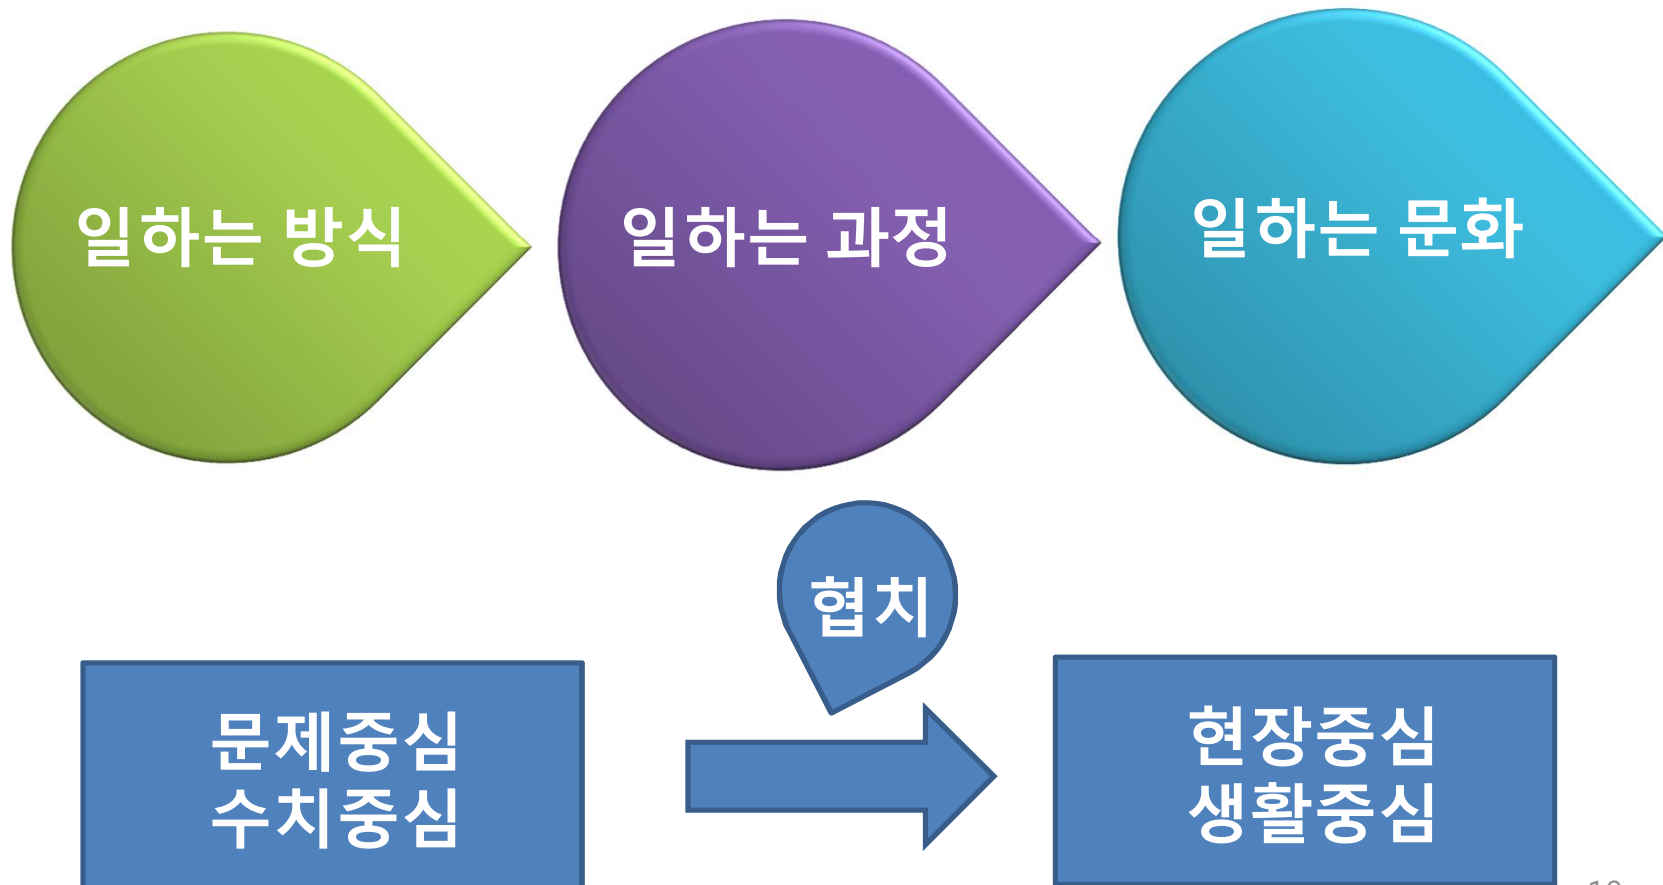 일하는 방식
일하는 과정
일하는 문화
협치
문제중심
수치중심
현장중심
생활중심